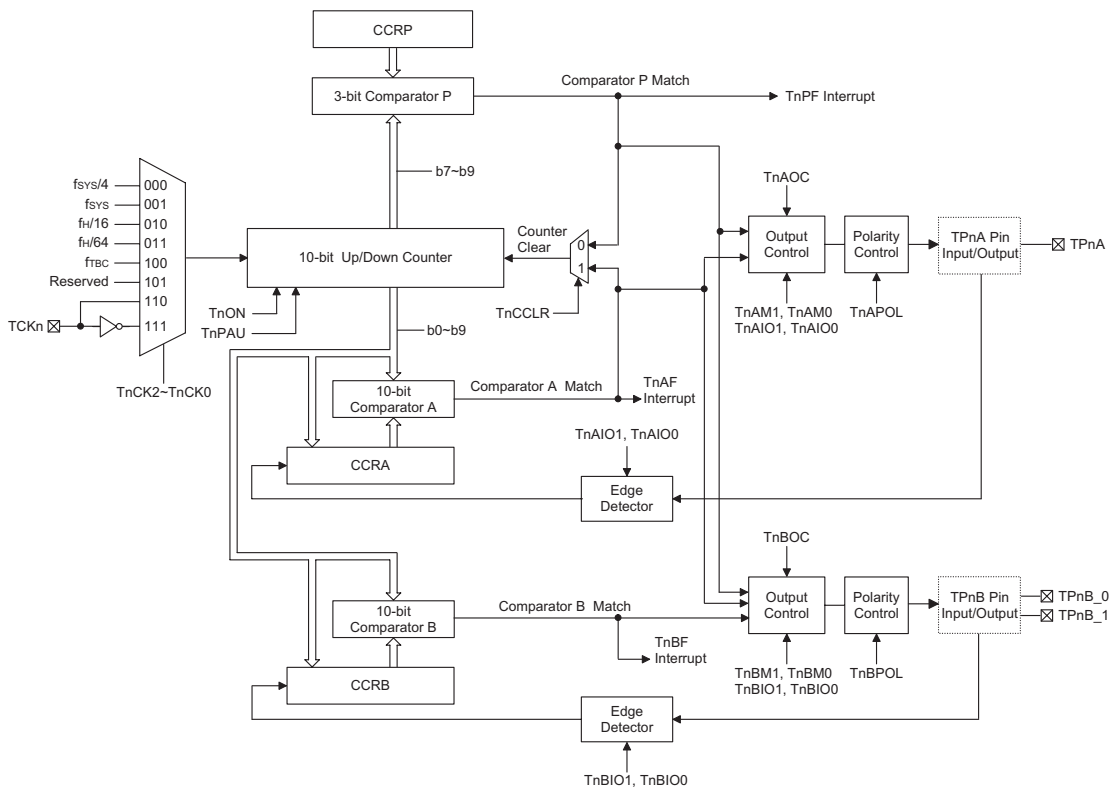 CCRP
3-bit Comparator P
Comparator P Match
TnPF Interrupt
b7~b9
fSYS/4
000
fSYS
001
fH/16
010
fH/64
011
fTBC
100
Reserved
101
110
111
TCKn
TnCK2~TnCK0
10-bit Up/Down Counter
TnON
TnPAU
Counter
Clear
0
1
TnCCLR
b0~b9
TnAOC
Output
Control
Polarity
Control
TPnA Pin
Input/Output
TPnA
TnAM1, TnAM0
TnAIO1, TnAIO0
TnAPOL
10-bit
Comparator A
Comparator A Match
TnAF
Interrupt
CCRA
TnAIO1, TnAIO0
Edge
Detector
TnBOC
10-bit
Comparator B
Comparator B Match
TnBF
Interrupt
Output
Control
Polarity
Control
TPnB Pin
Input/Output
TPnB_0
TPnB_1
TnBM1, TnBM0
TnBIO1, TnBIO0
TnBPOL
CCRB
Edge
Detector
TnBIO1, TnBIO0